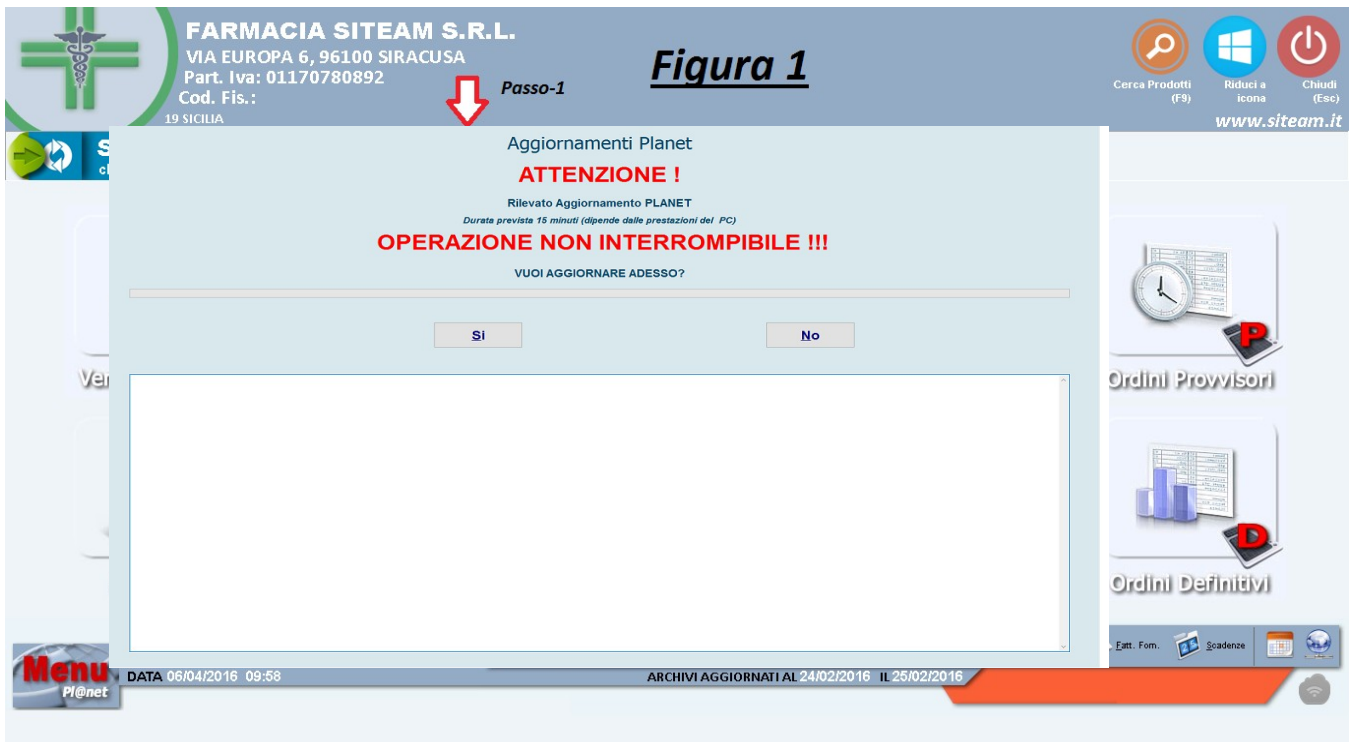 FARMACIA SITEAM S.R.L.
VIA EUROPA 6, 96100 SIRACUSA
Part. Iva: 01170780892
Cod. Fis.:
19 SICILIA
Passo-1
Figura 1
Cerca Prodotti
(F9)
Riduci a
icona
Chiudi
(Esc)
www.siteam.it
S
Aggiornamenti Planet
ATTENZIONE !
Rilevato Aggiornamento PLANET
Durata prevista 15 minuti (dipende dalle prestazioni del PC)
OPERAZIONE NON INTERROMPIBILE !!!
VUOI AGGIORNARE ADESSO?
Si
No
Ver
P
Ordini Provvisori
D
Ordini Definitivi
Fatt. Forn.
Scadenze
Menu
Pl@net
DATA 06/04/2016 09:58
ARCHIVI AGGIORNATI AL 24/02/2016 IL 25/02/2016